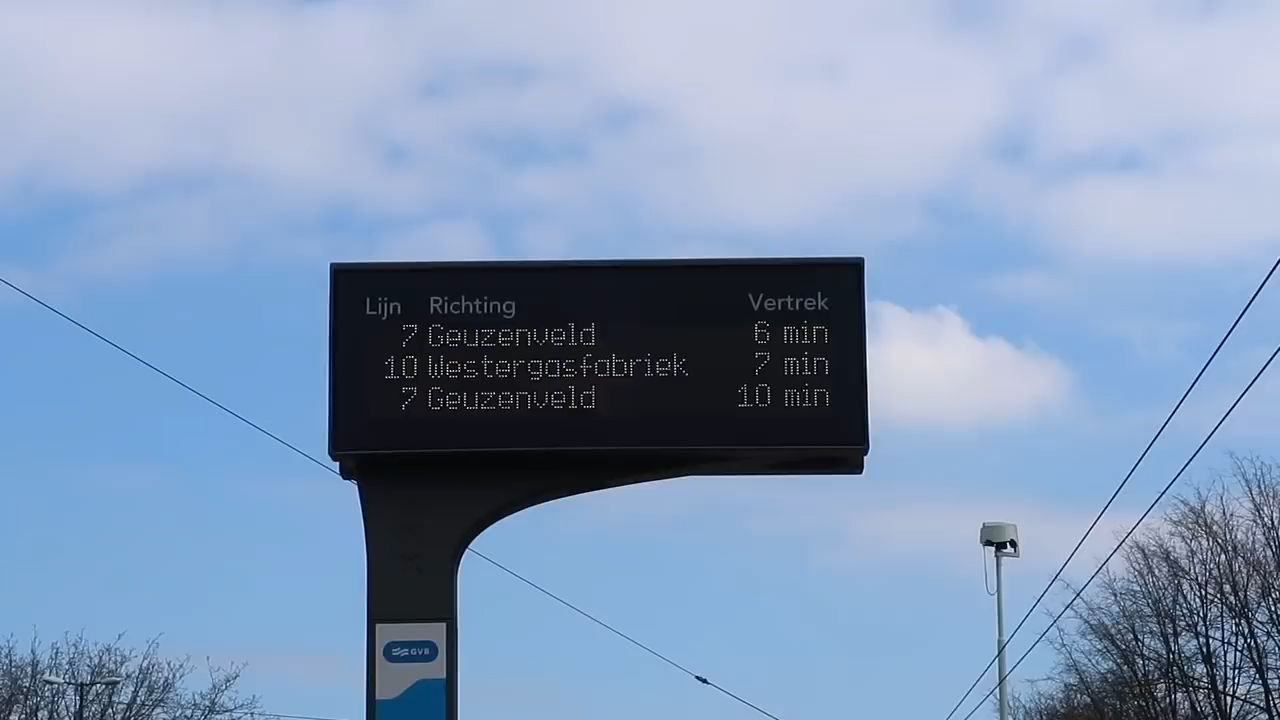 Lijn Richting Vertrek
7 Geuzenveld 6 min
10 Westergasfabriek 7 min
7 Geuzenveld 10 min
GVB